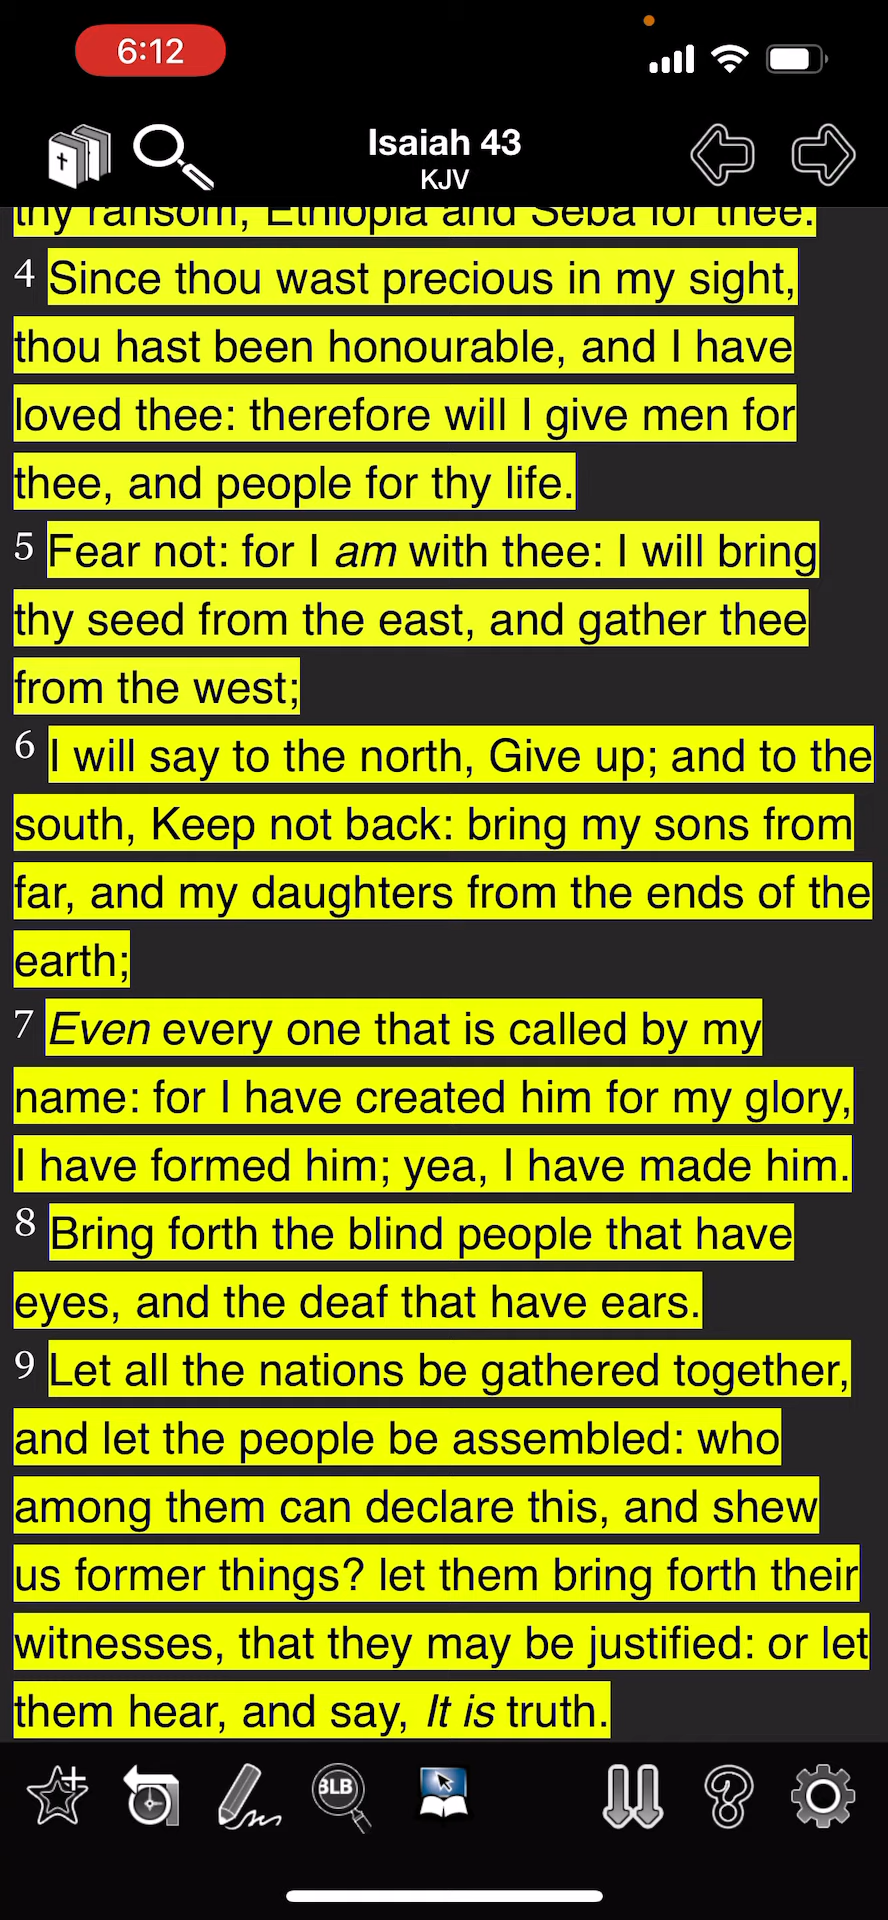 6:12
Isaiah 43
KJV
thy ransom, Ethiopia and Seba for thee.
4 Since thou wast precious in my sight,
thou hast been honourable, and I have
loved thee: therefore will I give men for
thee, and people for thy life.
5 Fear not: for I am with thee: I will bring
thy seed from the east, and gather thee
from the west;
6 I will say to the north, Give up; and to the
south, Keep not back: bring my sons from
far, and my daughters from the ends of the
earth;
7 Even every one that is called by my
name: for I have created him for my glory,
I have formed him; yea, I have made him.
8 Bring forth the blind people that have
eyes, and the deaf that have ears.
9 Let all the nations be gathered together,
and let the people be assembled: who
among them can declare this, and shew
us former things? let them bring forth their
witnesses, that they may be justified: or let
them hear, and say, It is truth.
BLB